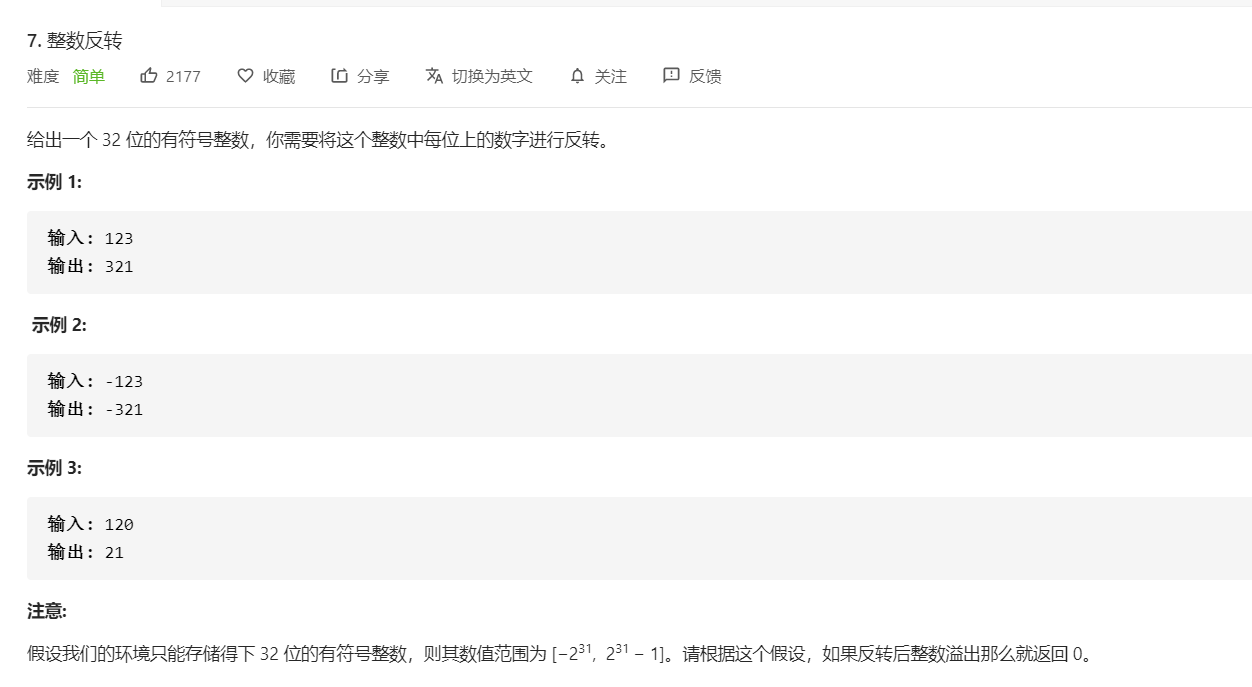 7. 整数反转
难度 简单 2177 收藏 分享 切换为英文 关注 反馈
给出一个 32 位的有符号整数，你需要将这个整数中每位上的数字进行反转。
示例 1:
输入: 123
输出: 321
示例 2:
输入: -123
输出: -321
示例 3:
输入: 120
输出: 21
注意:
假设我们的环境只能存储得下 32 位的有符号整数，则其数值范围为 [−2³¹, 2³¹ − 1]。请根据这个假设，如果反转后整数溢出那么就返回 0。